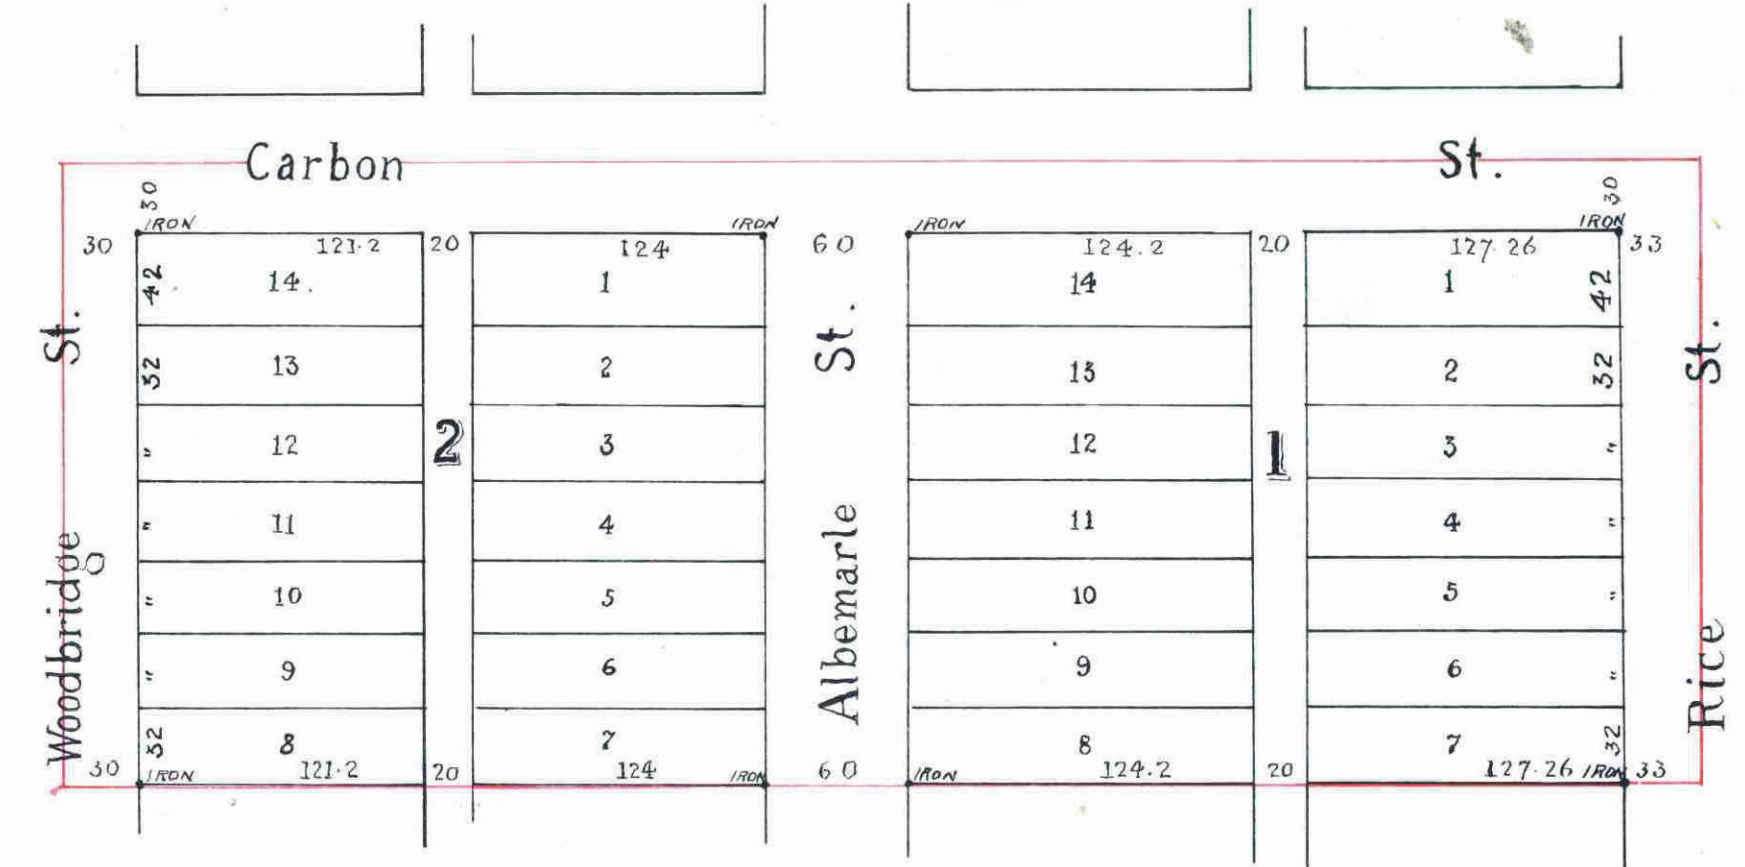 Carbon St.
30 30
IRON IRON IRON IRON
30 121.2 20 124 60 124.2 20 127.26 33
42 14. 1 14 1 42
St. St. St.
32 13 2 13 2 32
" 12 2 3 12 1 3 "
" 11 4 11 4 "
Woodbridge Albemarle Rice
" 10 5 10 5 "
" 9 6 9 6 "
32 8 7 8 7 32
30 IRON 121.2 20 124 IRON 60 IRON 124.2 20 127.26 IRON 33